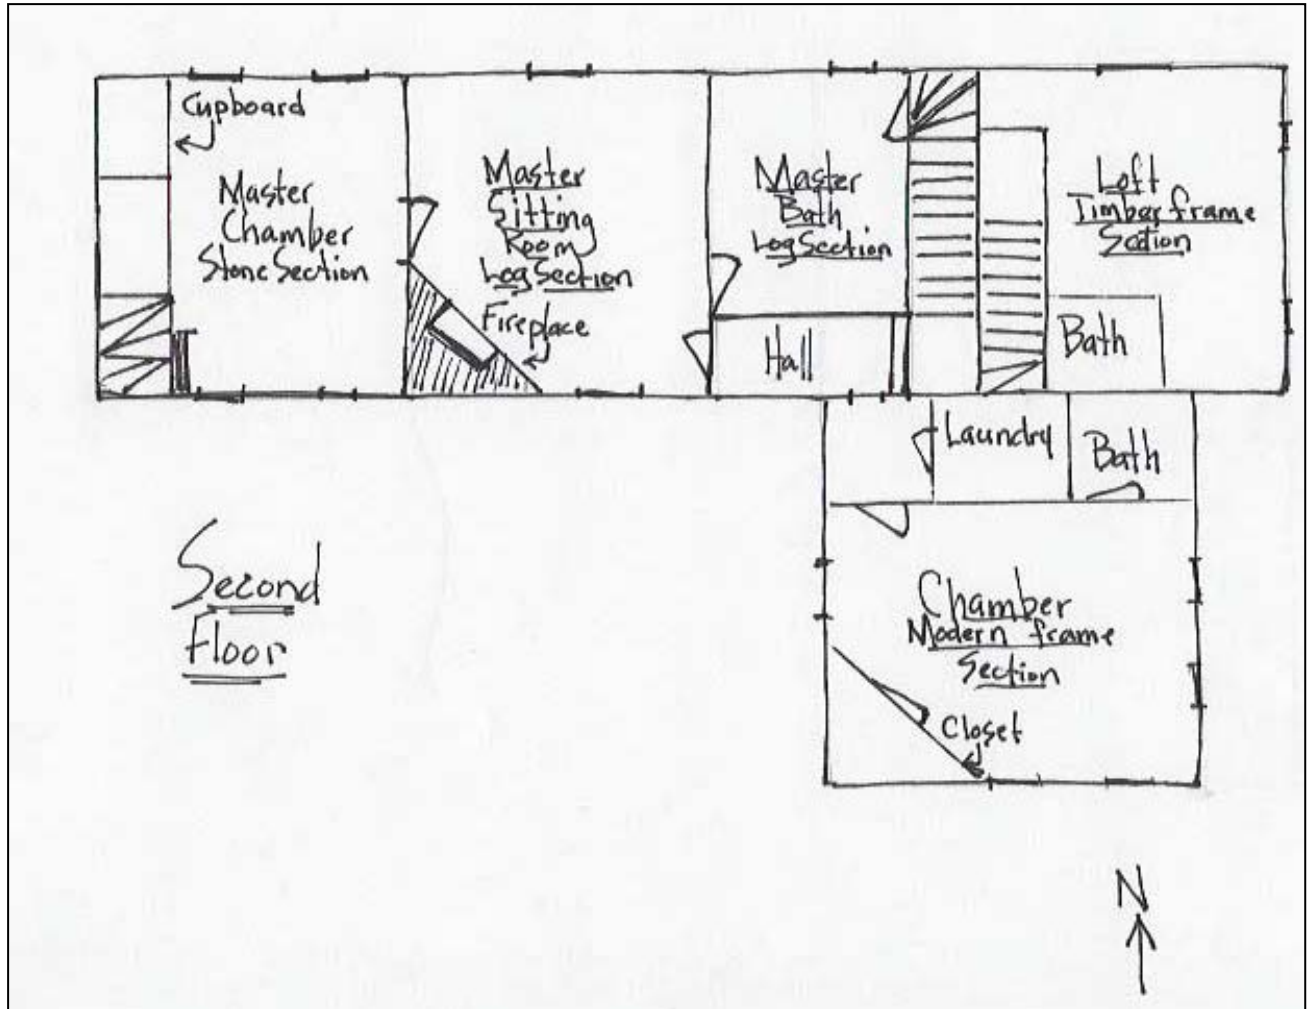 Cupboard
Master
Chamber
Stone Section
Master
Sitting
Room
Log Section
Fireplace
Master
Bath
Log Section
Hall
Loft
Timber frame
Section
Bath
Laundry
Bath
Chamber
Modern frame
Section
Closet
Second
Floor
N